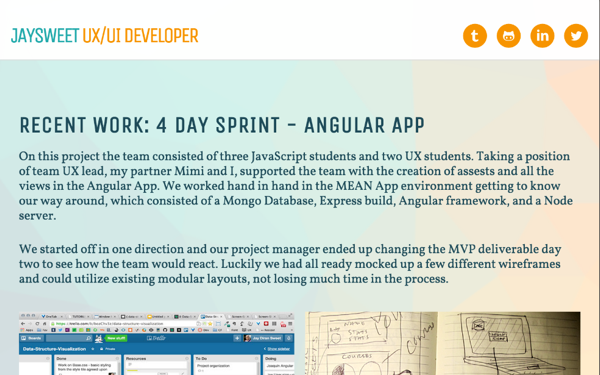 JAYSWEET UX/UI DEVELOPER
RECENT WORK: 4 DAY SPRINT - ANGULAR APP
On this project the team consisted of three JavaScript students and two UX students. Taking a position
of team UX lead, my partner Mimi and I, supported the team with the creation of assests and all the
views in the Angular App. We worked hand in hand in the MEAN App environment getting to know
our way around, which consisted of a Mongo Database, Express build, Angular framework, and a Node
server.
We started off in one direction and our project manager ended up changing the MVP deliverable day
two to see how the team would react. Luckily we had all ready mocked up a few different wireframes
and could utilize existing modular layouts, not losing much time in the process.
Boards
Trello
Data-Structure-Visualization
Done
Resources
To Do
Doing
Project organization